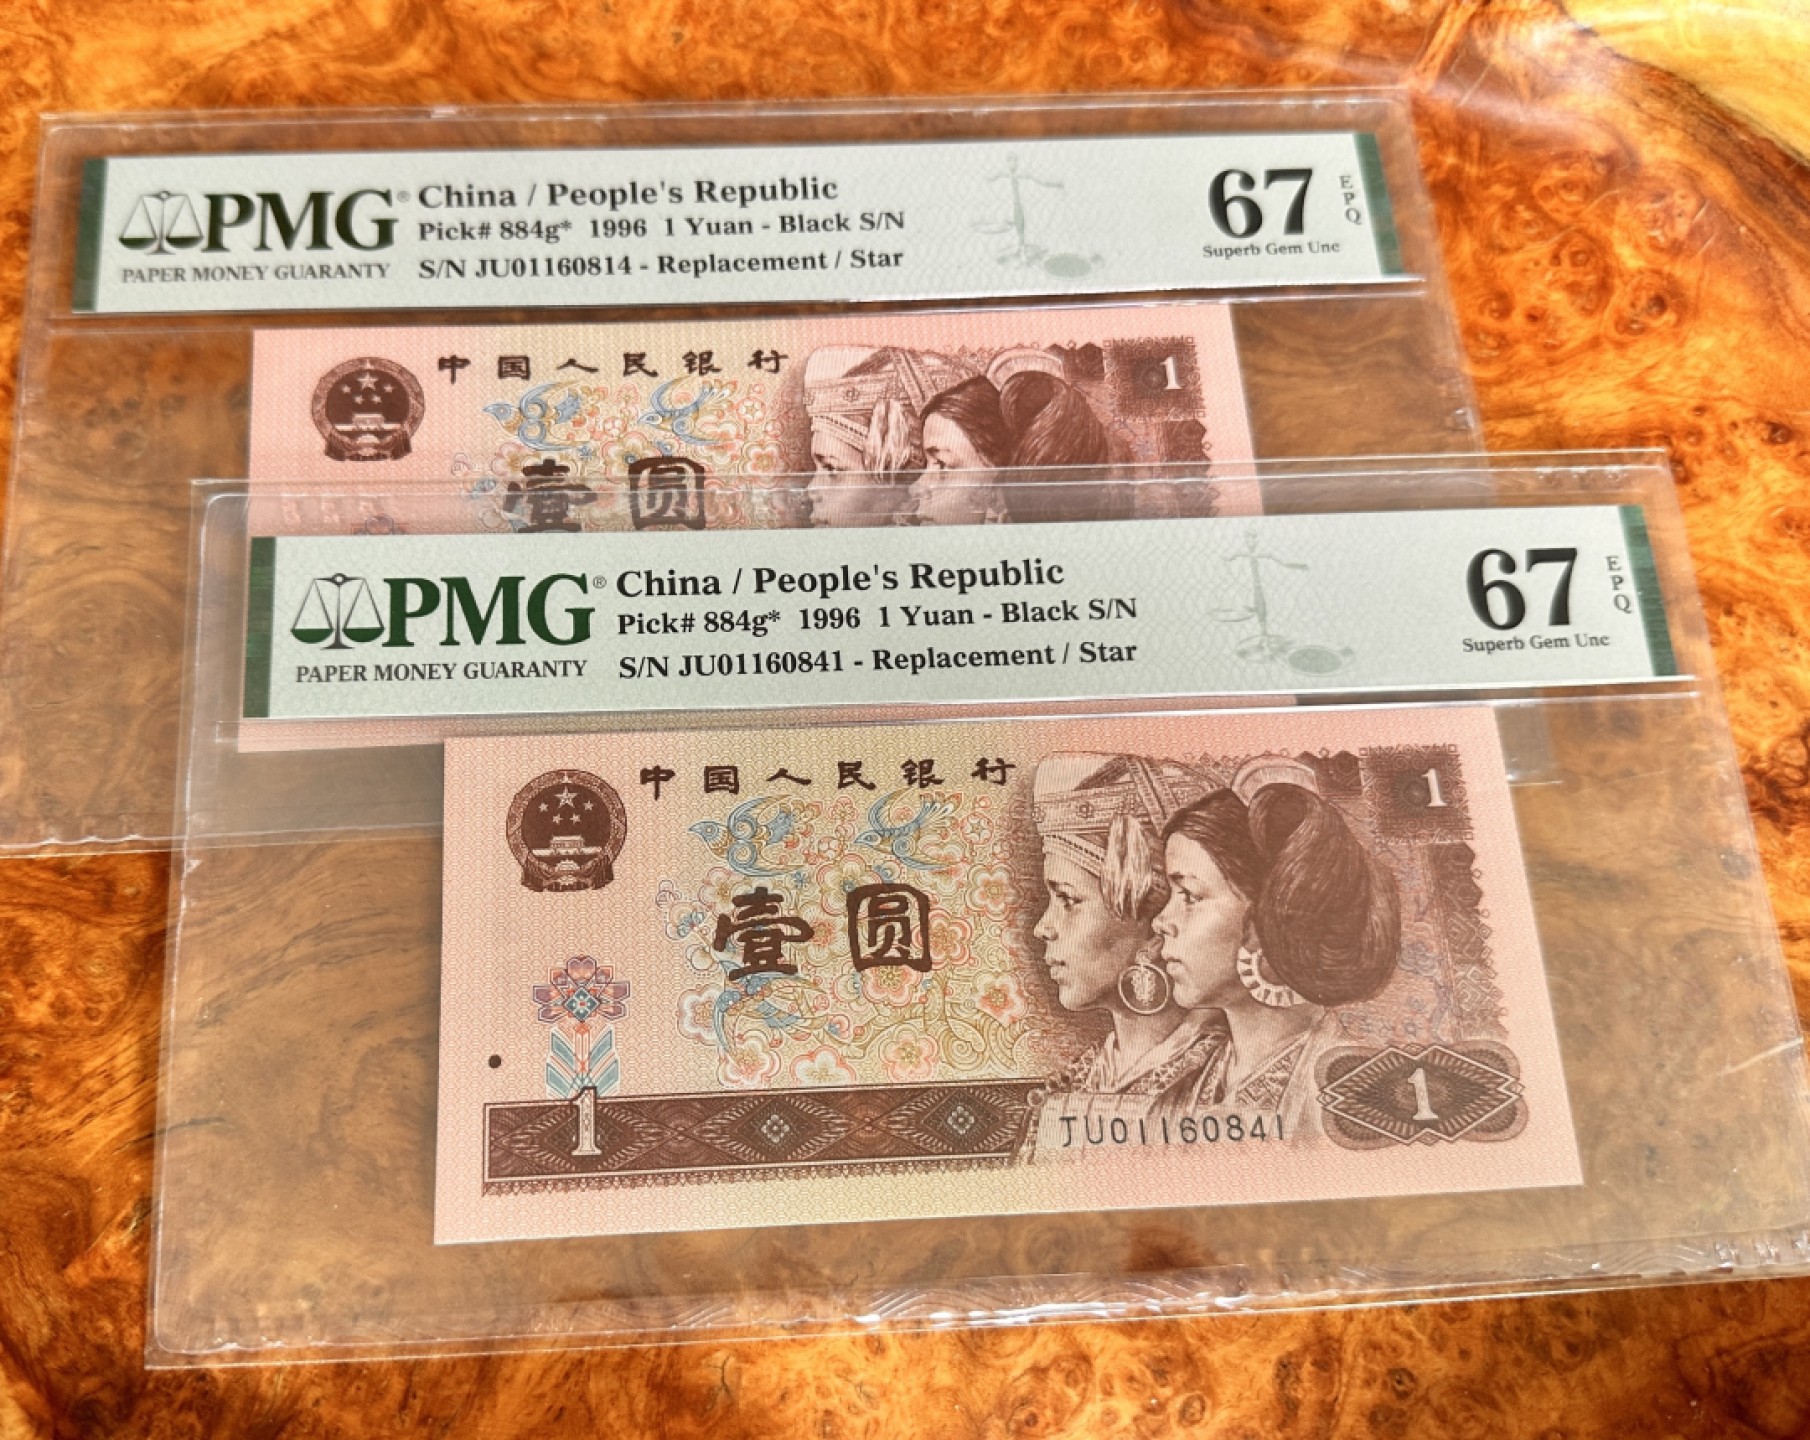 PMG®
PAPER MONEY GUARANTY
China / People's Republic
Pick# 884g* 1996 1 Yuan - Black S/N
S/N JU01160814 - Replacement / Star
67
EPQ
Superb Gem Unc
中国人民银行
1
壹圆
PMG®
PAPER MONEY GUARANTY
China / People's Republic
Pick# 884g* 1996 1 Yuan - Black S/N
S/N JU01160841 - Replacement / Star
67
EPQ
Superb Gem Unc
中国人民银行
1
壹圆
1
JU01160841
1